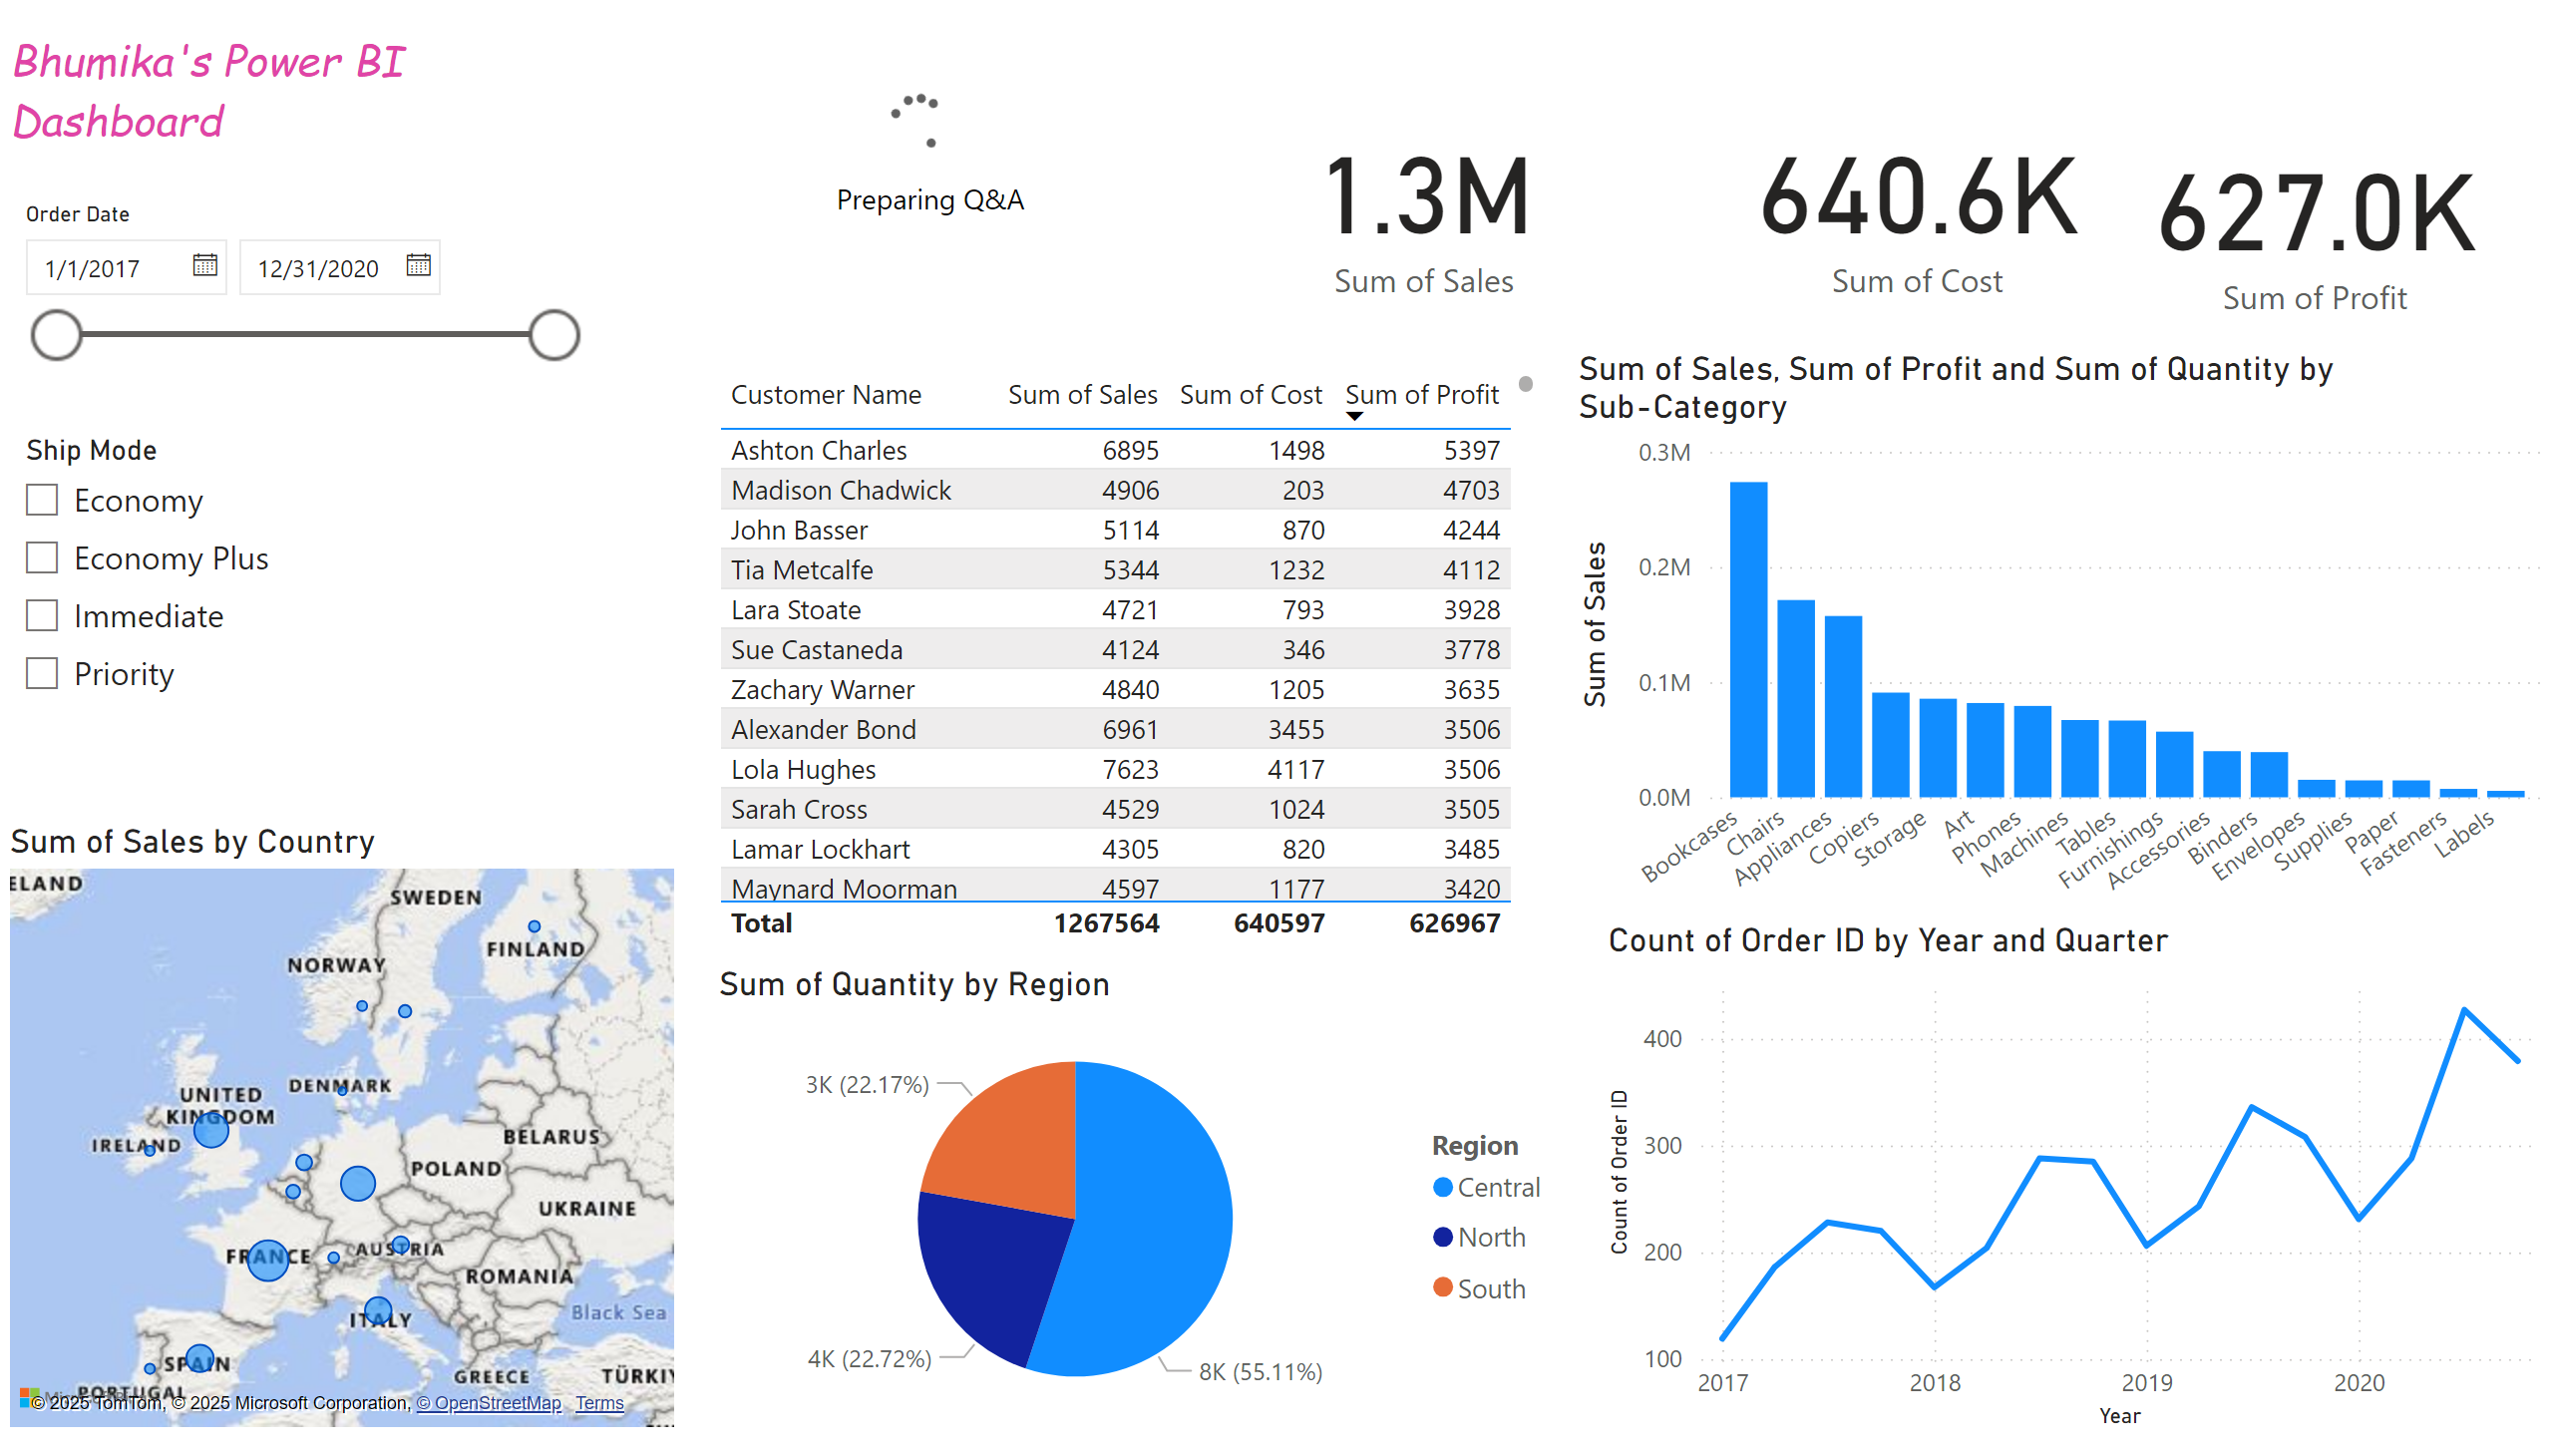 Bhumika's Power BI
Dashboard
Order Date
1/1/2017
12/31/2020
Ship Mode
Economy
Economy Plus
Immediate
Priority
Preparing Q&A
1.3M
Sum of Sales
640.6K
Sum of Cost
627.0K
Sum of Profit
Customer Name Sum of Sales Sum of Cost Sum of Profit
Ashton Charles 6895 1498 5397
Madison Chadwick 4906 203 4703
John Basser 5114 870 4244
Tia Metcalfe 5344 1232 4112
Lara Stoate 4721 793 3928
Sue Castaneda 4124 346 3778
Zachary Warner 4840 1205 3635
Alexander Bond 6961 3455 3506
Lola Hughes 7623 4117 3506
Sarah Cross 4529 1024 3505
Lamar Lockhart 4305 820 3485
Maynard Moorman 4597 1177 3420
Total 1267564 640597 626967
Sum of Sales, Sum of Profit and Sum of Quantity by
Sub-Category
Sum of Sales
0.3M
0.2M
0.1M
0.0M
Bookcases
Chairs
Appliances
Copiers
Storage
Art
Phones
Machines
Tables
Furnishings
Accessories
Binders
Envelopes
Supplies
Paper
Fasteners
Labels
Sum of Sales by Country
ELAND
SWEDEN
FINLAND
NORWAY
DENMARK
UNITED
KINGDOM
IRELAND
BELARUS
POLAND
UKRAINE
FRANCE
AUSTRIA
ROMANIA
Black Sea
ITALY
SPAIN
GREECE
TÜRKIY
PORTUGAL
© 2025 TomTom, © 2025 Microsoft Corporation, © OpenStreetMap Terms
Sum of Quantity by Region
3K (22.17%)
4K (22.72%)
8K (55.11%)
Region
Central
North
South
Count of Order ID by Year and Quarter
Count of Order ID
400
300
200
100
2017 2018 2019 2020
Year